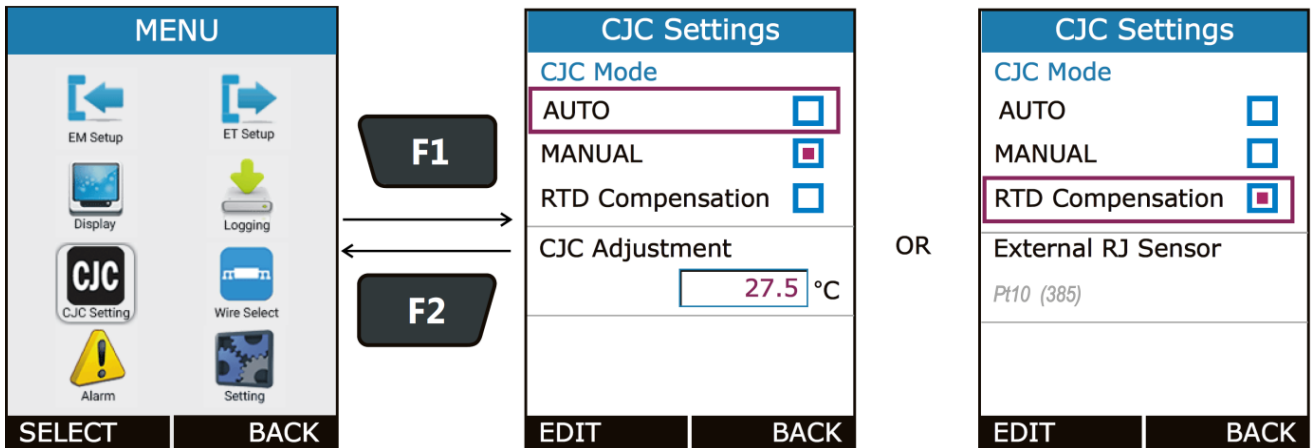 MENU
EM Setup
ET Setup
Display
Logging
CJC
CJC Setting
Wire Select
Alarm
Setting
SELECT
BACK
F1
F2
CJC Settings
CJC Mode
AUTO
MANUAL
RTD Compensation
CJC Adjustment
27.5 °C
EDIT
BACK
OR
CJC Settings
CJC Mode
AUTO
MANUAL
RTD Compensation
External RJ Sensor
Pt10 (385)
EDIT
BACK